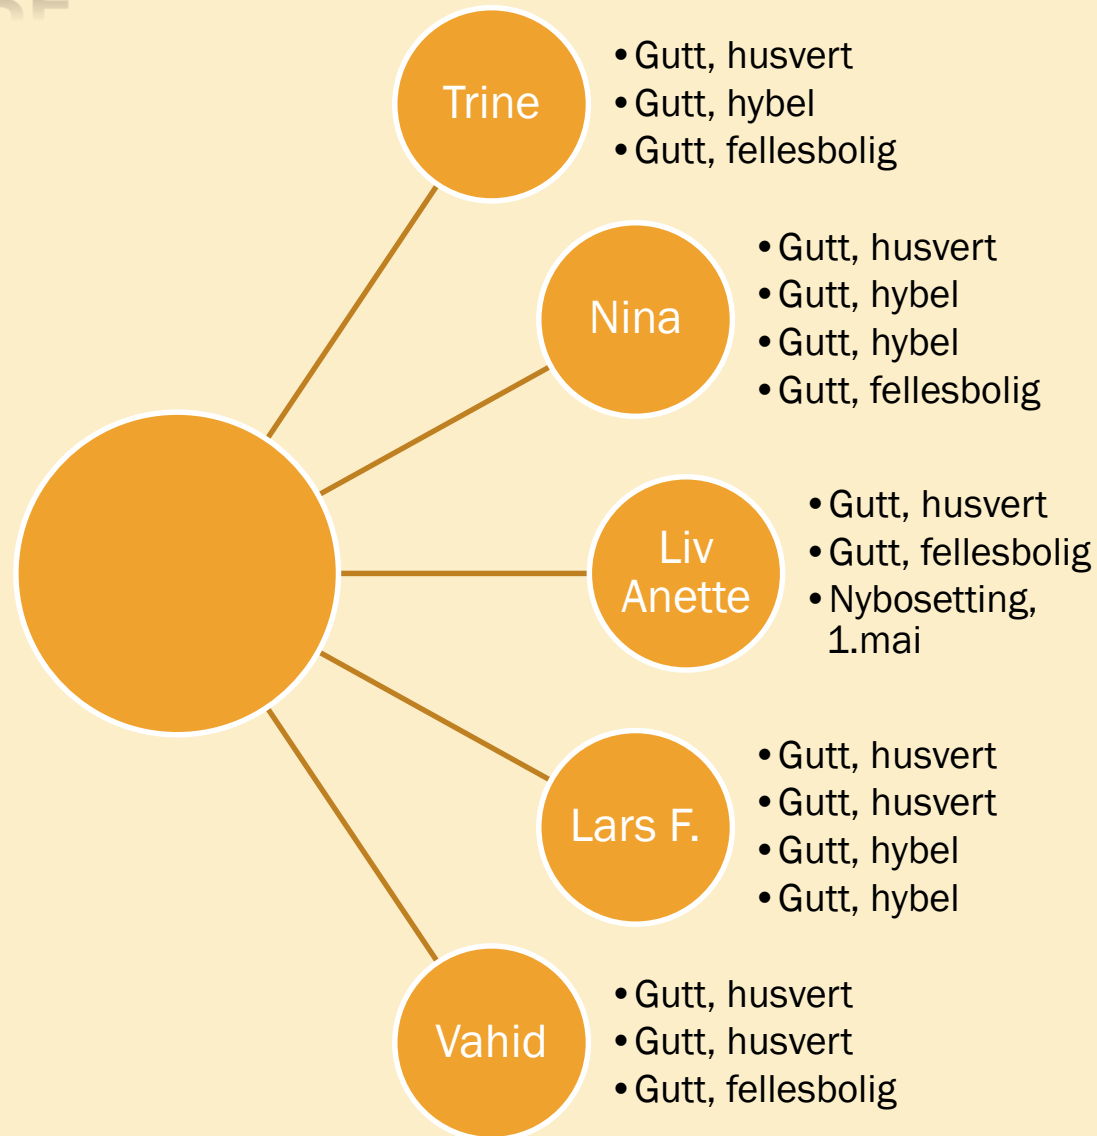 Trine
• Gutt, husvert
• Gutt, hybel
• Gutt, fellesbolig
Nina
• Gutt, husvert
• Gutt, hybel
• Gutt, hybel
• Gutt, fellesbolig
Liv
Anette
• Gutt, husvert
• Gutt, fellesbolig
• Nybosetting,
1.mai
Lars F.
• Gutt, husvert
• Gutt, husvert
• Gutt, hybel
• Gutt, hybel
Vahid
• Gutt, husvert
• Gutt, husvert
• Gutt, fellesbolig